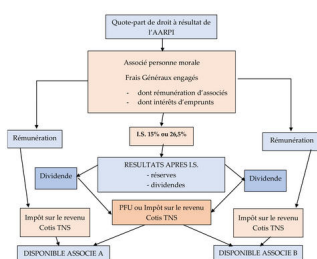 Quote-part de droit à résultat de
l'AARPI
Associé personne morale
Frais Généraux engagés
- dont rémunération d'associés
- dont intérêts d'emprunts
Rémunération
I.S. 15% ou 26,5%
Rémunération
RESULTATS APRES I.S.
- réserves
- dividendes
Dividende
Dividende
Impôt sur le revenu
Cotis TNS
PFU ou Impôt sur le revenu
Cotis TNS
Impôt sur le revenu
Cotis TNS
DISPONIBLE ASSOCIE A
DISPONIBLE ASSOCIE B